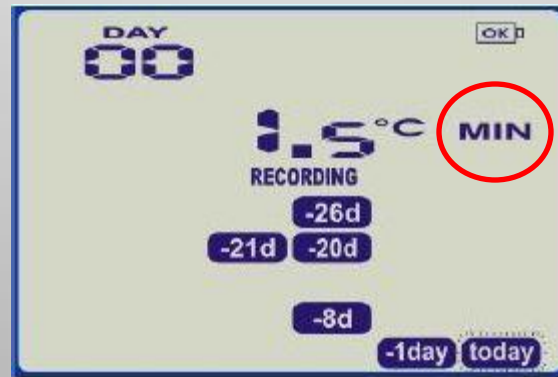 DAY
OK
00
1.5°C MIN
RECORDING
-26d
-21d -20d
-8d
-1day today